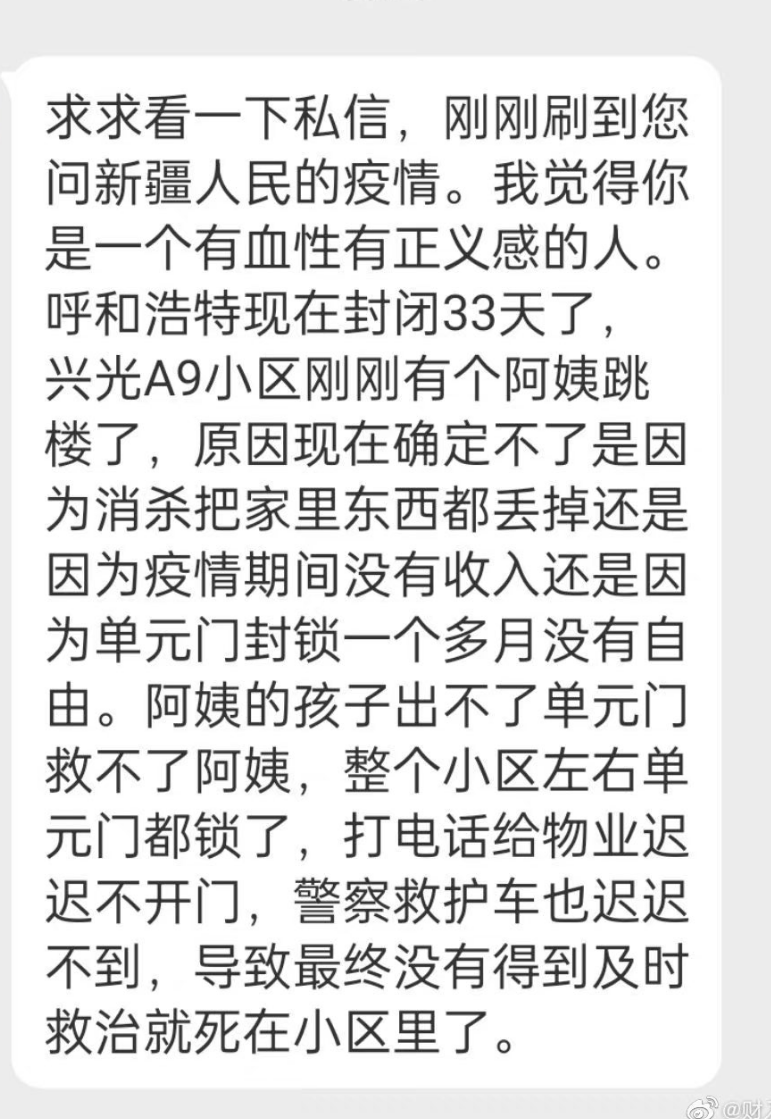 求求看一下私信，刚刚刷到您
问新疆人民的疫情。我觉得你
是一个有血性有正义感的人。
呼和浩特现在封闭33天了，
兴光A9小区刚刚有个阿姨跳
楼了，原因现在确定不了是因
为消杀把家里东西都丢掉还是
因为疫情期间没有收入还是因
为单元门封锁一个多月没有自
由。阿姨的孩子出不了单元门
救不了阿姨，整个小区左右单
元门都锁了，打电话给物业迟
迟不开门，警察救护车也迟迟
不到，导致最终没有得到及时
救治就死在小区里了。
@财